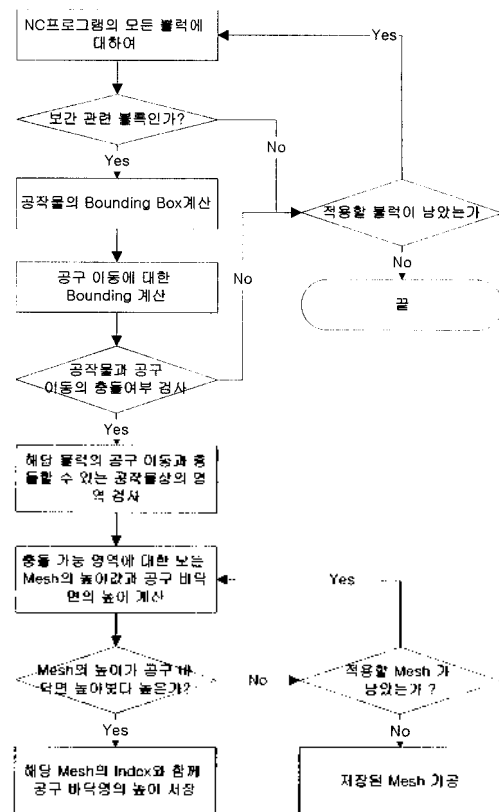 NC프로그램의 모든 블럭에
대하여
Yes
보간 관련 블록인가?
No
Yes
공작물의 Bounding Box계산
적용할 블럭이 남았는가
No
No
공구 이동에 대한
Bounding 계산
끝
공작물과 공구
이동의 충돌여부 검사
Yes
해당 블럭의 공구 이동과 충
돌할 수 있는 공작물상의 영
역 검사
충돌 가능 영역에 대한 모든
Mesh의 높이값과 공구 바닥
면의 높이 계산
Yes
Mesh의 높이가 공구 바
닥면 높이보다 높은가?
No
적용할 Mesh 가
남았는가 ?
Yes
No
해당 Mesh의 Index와 함께
공구 바닥면의 높이 저장
저장된 Mesh 가공